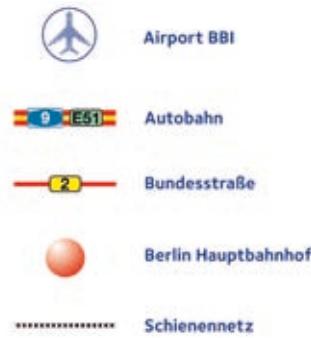 Airport BBI
9 E51 Autobahn
2 Bundesstraße
Berlin Hauptbahnhof
Schienennetz